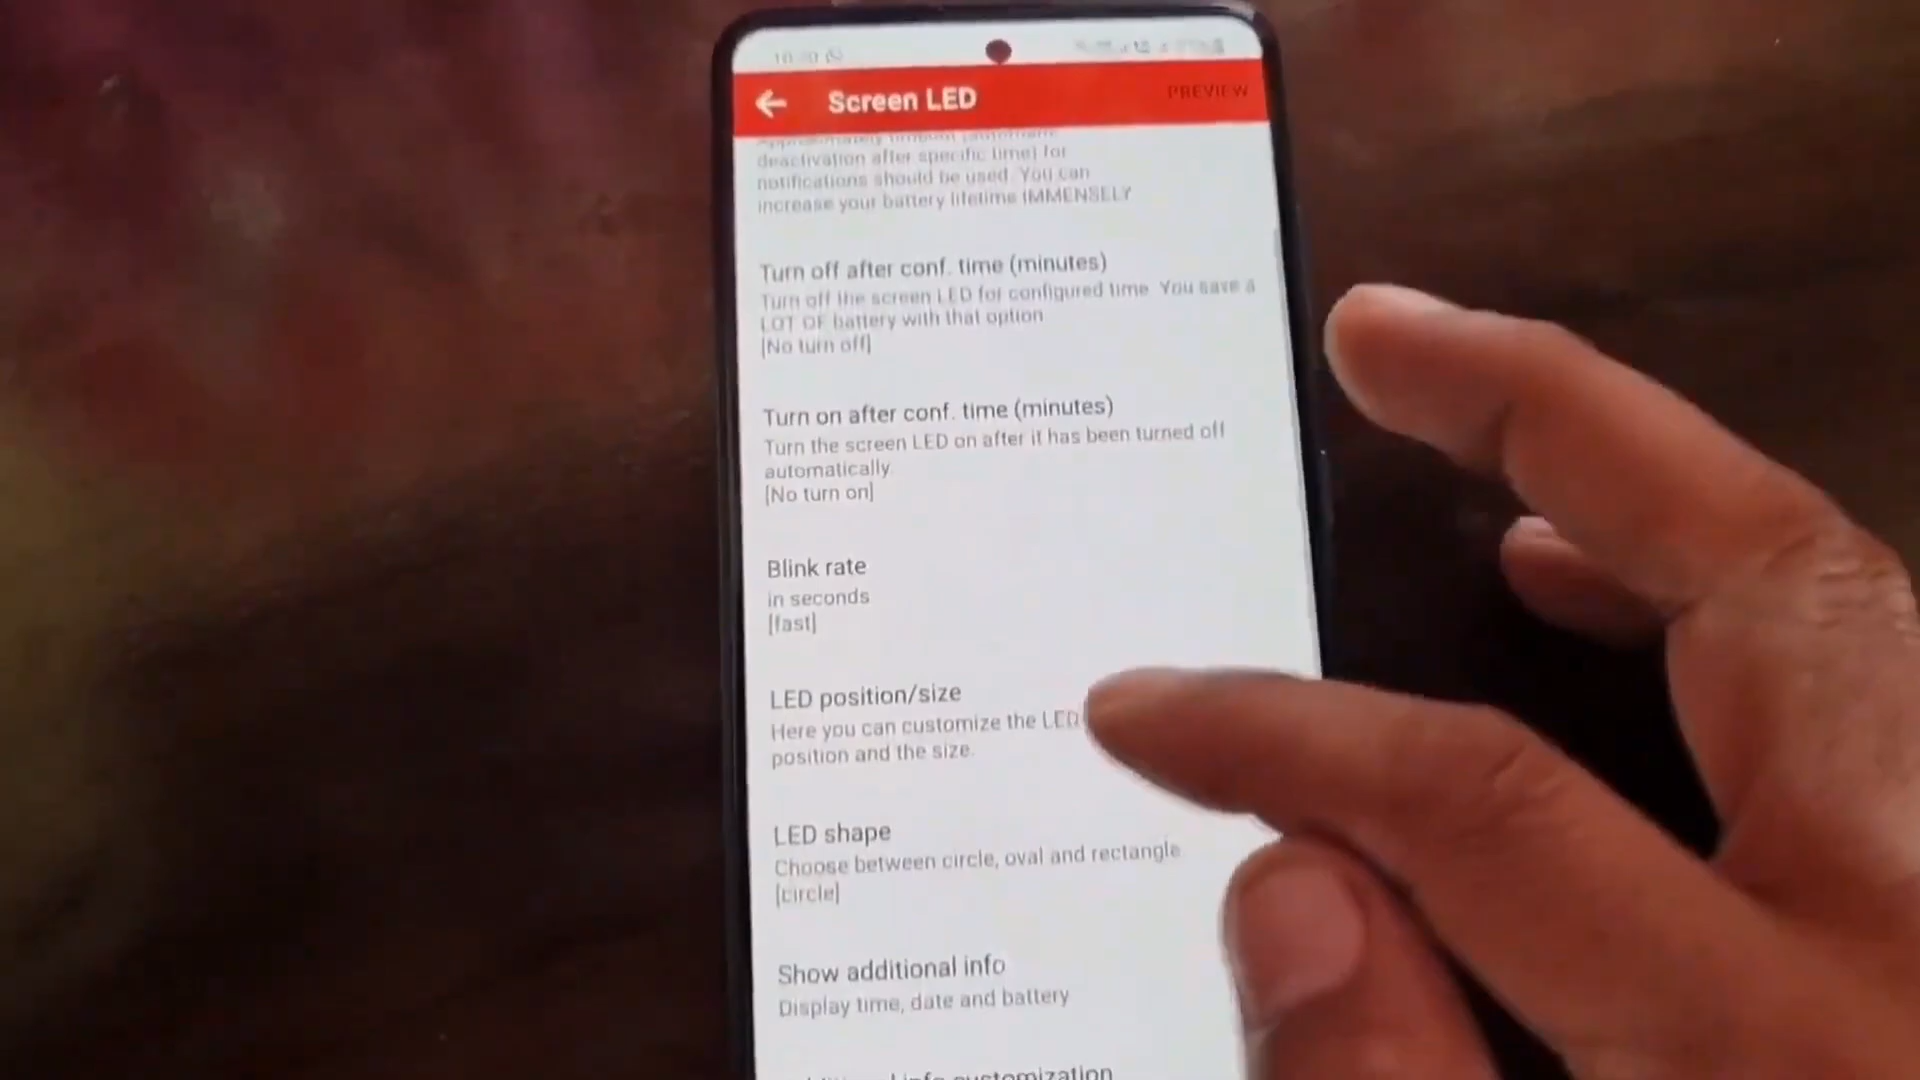 Screen LED
PREVIEW
deactivation after specific time) for
notifications should be used. You can
increase your battery lifetime IMMENSELY
Turn off after conf. time (minutes)
Turn off the screen LED for configured time. You save a
LOT OF battery with that option
[No turn off]
Turn on after conf. time (minutes)
Turn the screen LED on after it has been turned off
automatically.
[No turn on]
Blink rate
in seconds
[fast]
LED position/size
Here you can customize the LED
position and the size.
LED shape
Choose between circle, oval and rectangle
[circle]
Show additional info
Display time, date and battery
info customization